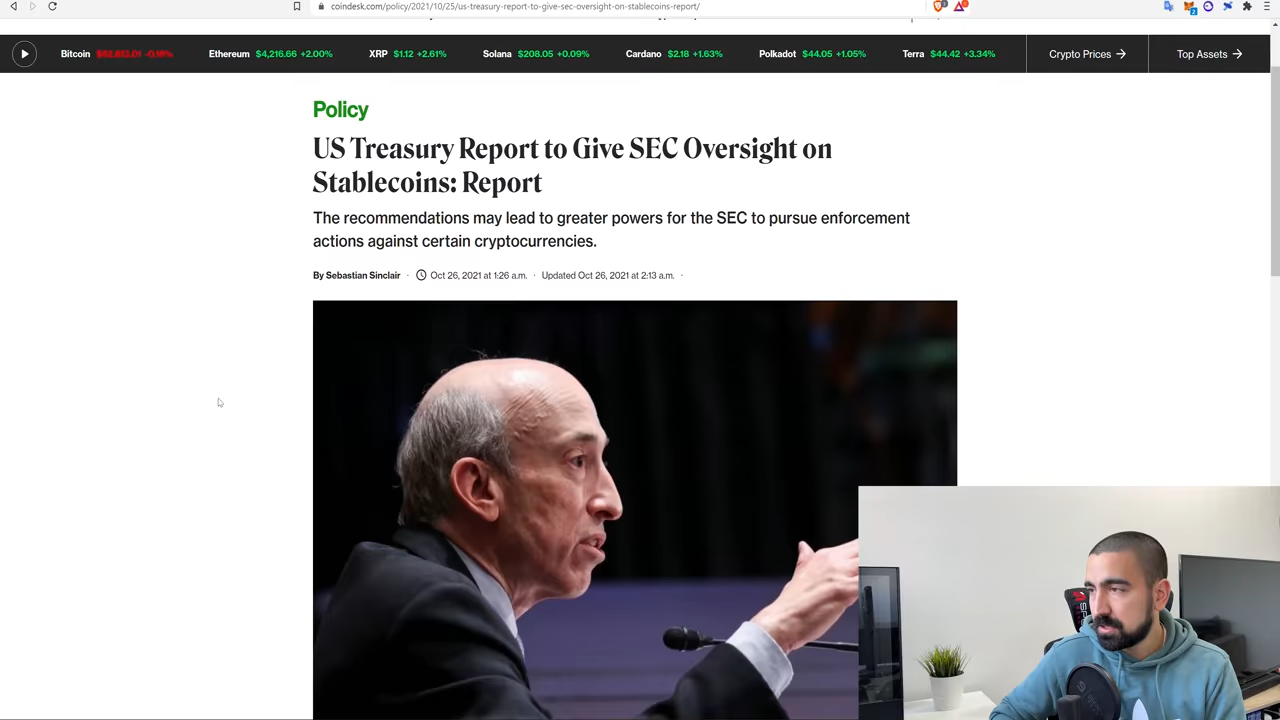 coindesk.com/policy/2021/10/25/us-treasury-report-to-give-sec-oversight-on-stablecoins-report/
Bitcoin Ethereum $4,216.66 +2.00% XRP $1.12 +2.61% Solana $208.05 +0.09% Cardano $2.18 +1.63% Polkadot $44.05 +1.05% Terra $44.42 +3.34% Crypto Prices → Top Assets →
Policy
US Treasury Report to Give SEC Oversight on
Stablecoins: Report
The recommendations may lead to greater powers for the SEC to pursue enforcement
actions against certain cryptocurrencies.
By Sebastian Sinclair · Oct 26, 2021 at 1:26 a.m. · Updated Oct 26, 2021 at 2:13 a.m. ·